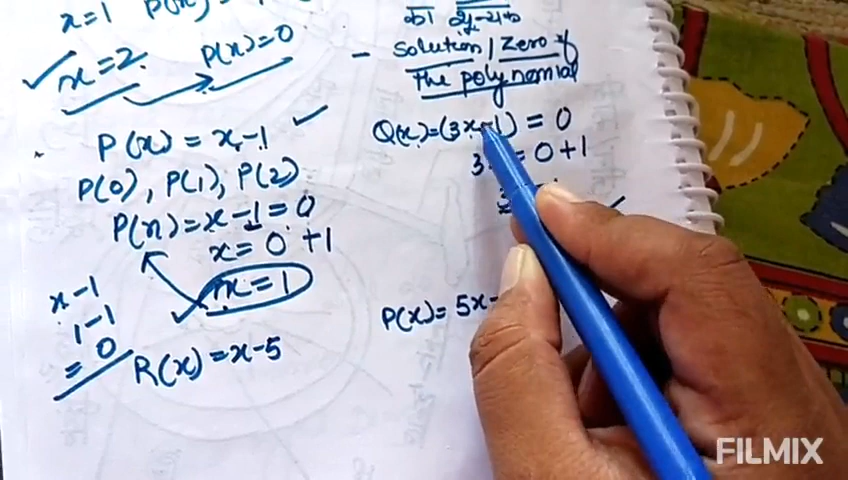 x=1
x=2.
P(x)=0
P(x) = x-1
P(0), P(1), P(2)
P(x)=x-1=0
x=0+1
x=1
x-1
1-1
=0
R(x)=x-5
- Solution / Zero of
The polynomial
Q(x)=(3x-1)=0
= 0+1
P(x)= 5x-
FILMIX